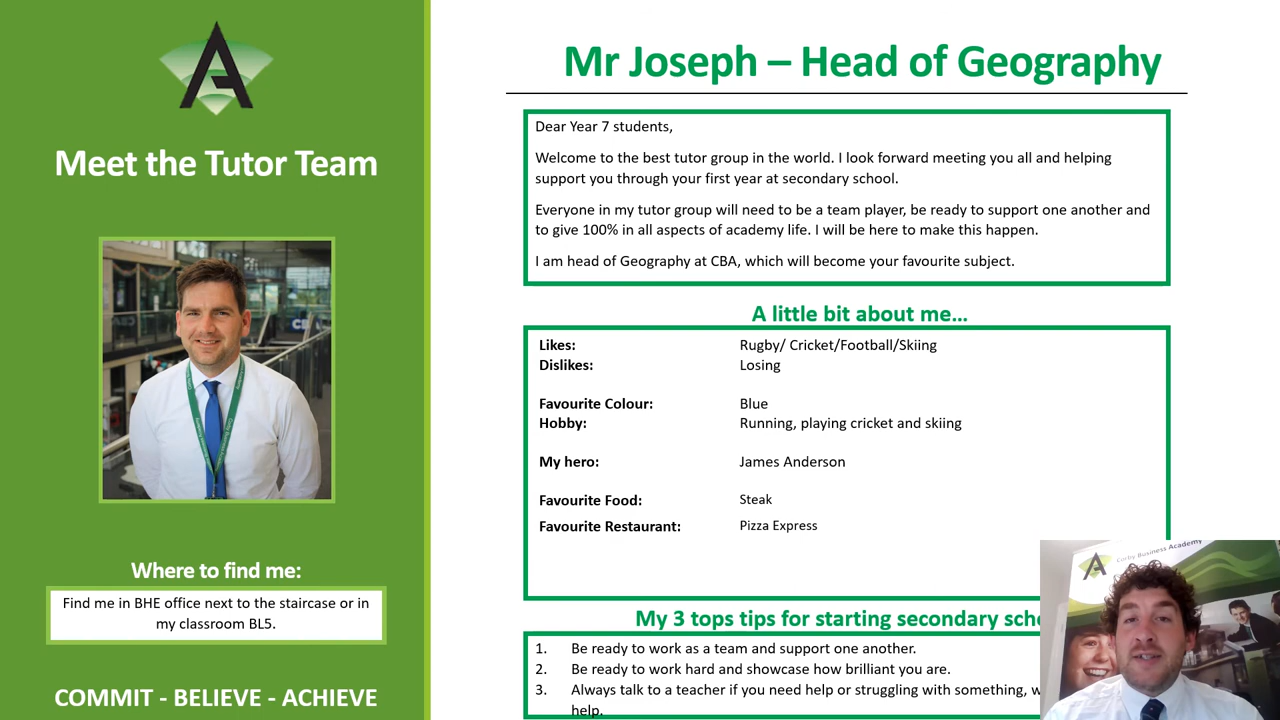 Meet the Tutor Team
Where to find me:
Find me in BHE office next to the staircase or in
my classroom BL5.
COMMIT - BELIEVE - ACHIEVE
Mr Joseph – Head of Geography
Dear Year 7 students,
Welcome to the best tutor group in the world. I look forward meeting you all and helping
support you through your first year at secondary school.
Everyone in my tutor group will need to be a team player, be ready to support one another and
to give 100% in all aspects of academy life. I will be here to make this happen.
I am head of Geography at CBA, which will become your favourite subject.
A little bit about me...
Likes: Rugby/ Cricket/Football/Skiing
Dislikes: Losing
Favourite Colour: Blue
Hobby: Running, playing cricket and skiing
My hero: James Anderson
Favourite Food: Steak
Favourite Restaurant: Pizza Express
My 3 tops tips for starting secondary
1. Be ready to work as a team and support one another.
2. Be ready to work hard and showcase how brilliant you are.
3. Always talk to a teacher if you need help or struggling with something,
help.
Corby Business Academy